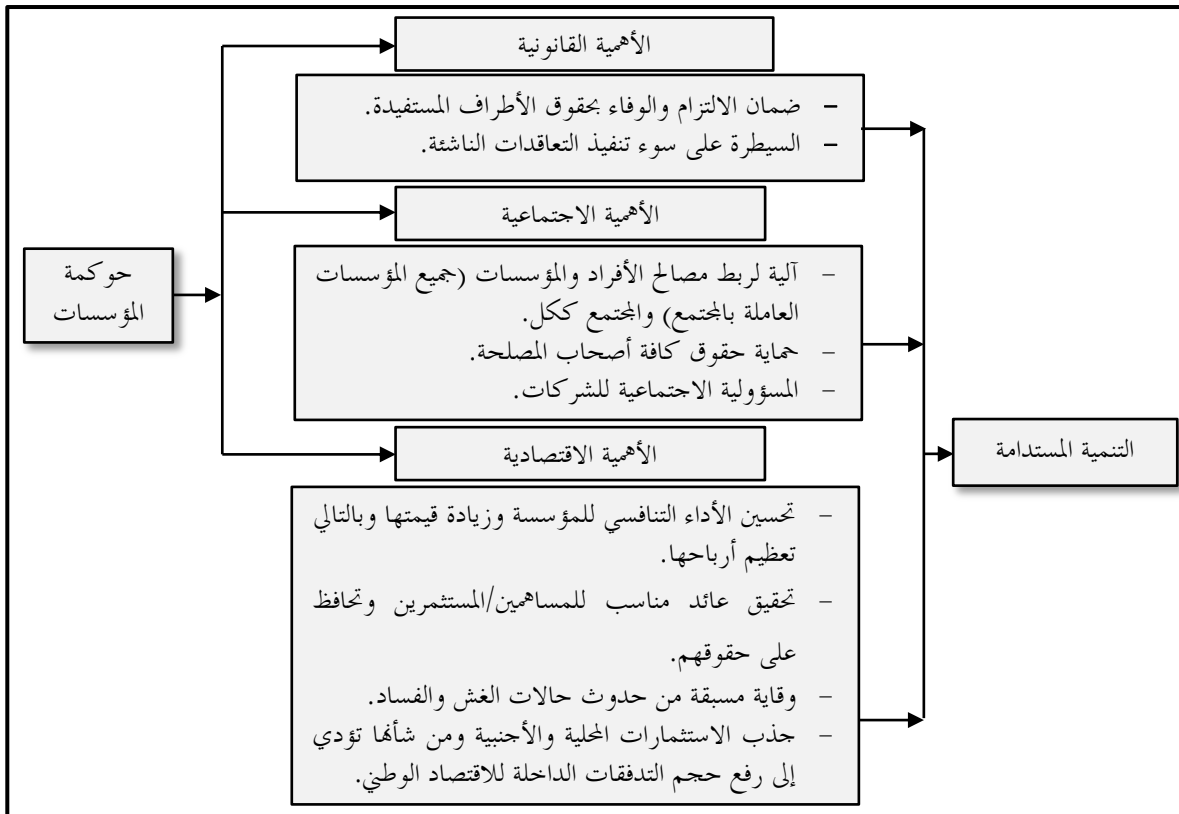 الأهمية القانونية
– ضمان الالتزام والوفاء بحقوق الأطراف المستفيدة.
– السيطرة على سوء تنفيذ التعاقدات الناشئة.
الأهمية الاجتماعية
حوكمة
المؤسسات
– آلية لربط مصالح الأفراد والمؤسسات (جميع المؤسسات
العاملة بالمجتمع) والمجتمع ككل.
– حماية حقوق كافة أصحاب المصلحة.
– المسؤولية الاجتماعية للشركات.
الأهمية الاقتصادية
التنمية المستدامة
– تحسين الأداء التنافسي للمؤسسة وزيادة قيمتها وبالتالي
تعظيم أرباحها.
– تحقيق عائد مناسب للمساهمين/المستثمرين وتحافظ
على حقوقهم.
– وقاية مسبقة من حدوث حالات الغش والفساد.
– جذب الاستثمارات المحلية والأجنبية ومن شأنها تؤدي
إلى رفع حجم التدفقات الداخلة للاقتصاد الوطني.